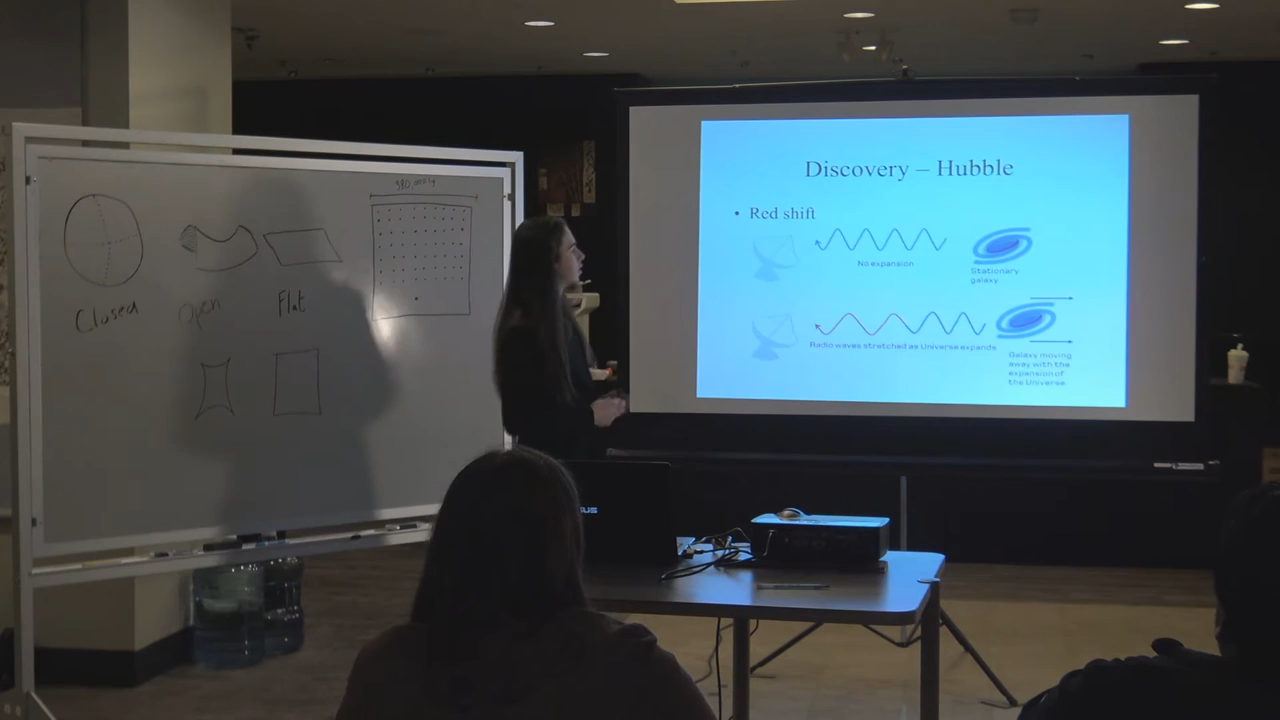 Closed
Open
Flat
Discovery – Hubble
• Red shift
No expansion
Stationary
galaxy
Radio waves stretched as Universe expands
Galaxy moving
away with the
expansion of
the Universe